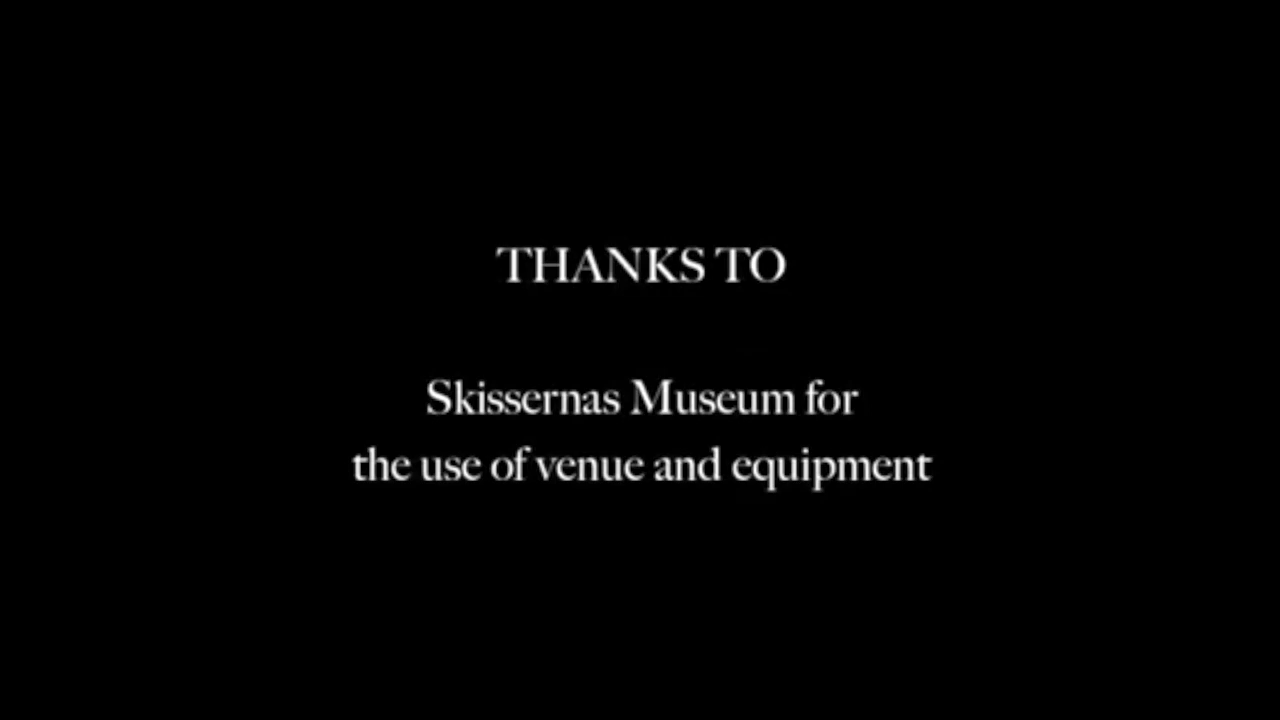 THANKS TO
Skissernas Museum for
the use of venue and equipment